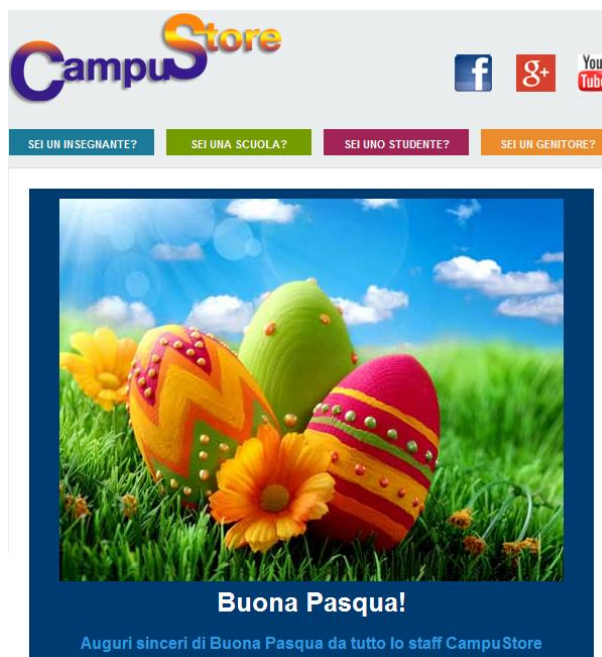 CampuStore
f
g+
You
Tube
SEI UN INSEGNANTE?
SEI UNA SCUOLA?
SEI UNO STUDENTE?
SEI UN GENITORE?
Buona Pasqua!
Auguri sinceri di Buona Pasqua da tutto lo staff CampuStore